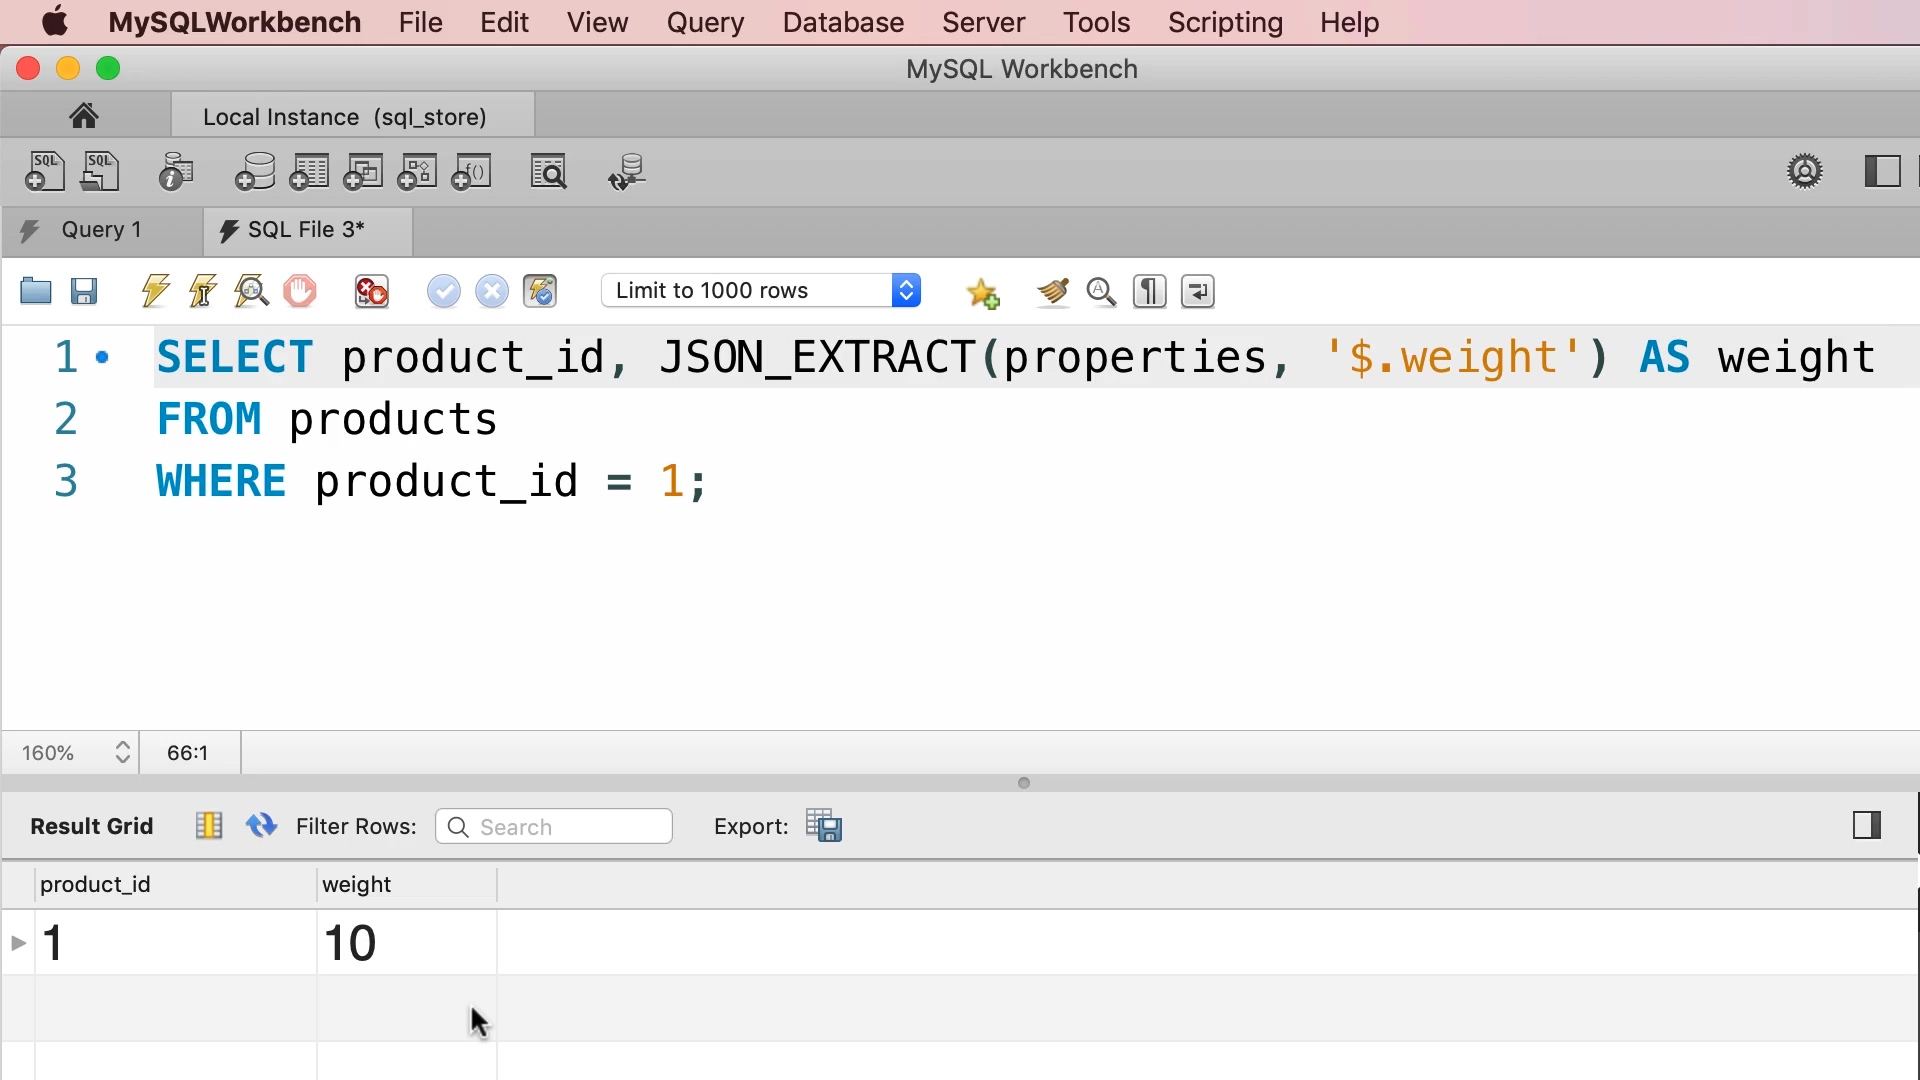 MySQLWorkbench File Edit View Query Database Server Tools Scripting Help
MySQL Workbench
Local Instance (sql_store)
SQL SQL f()
Query 1 SQL File 3*
Limit to 1000 rows
1 SELECT product_id, JSON_EXTRACT(properties, '$.weight') AS weight
2 FROM products
3 WHERE product_id = 1;
160% 66:1
Result Grid Filter Rows: Search Export:
product_id weight
1 10